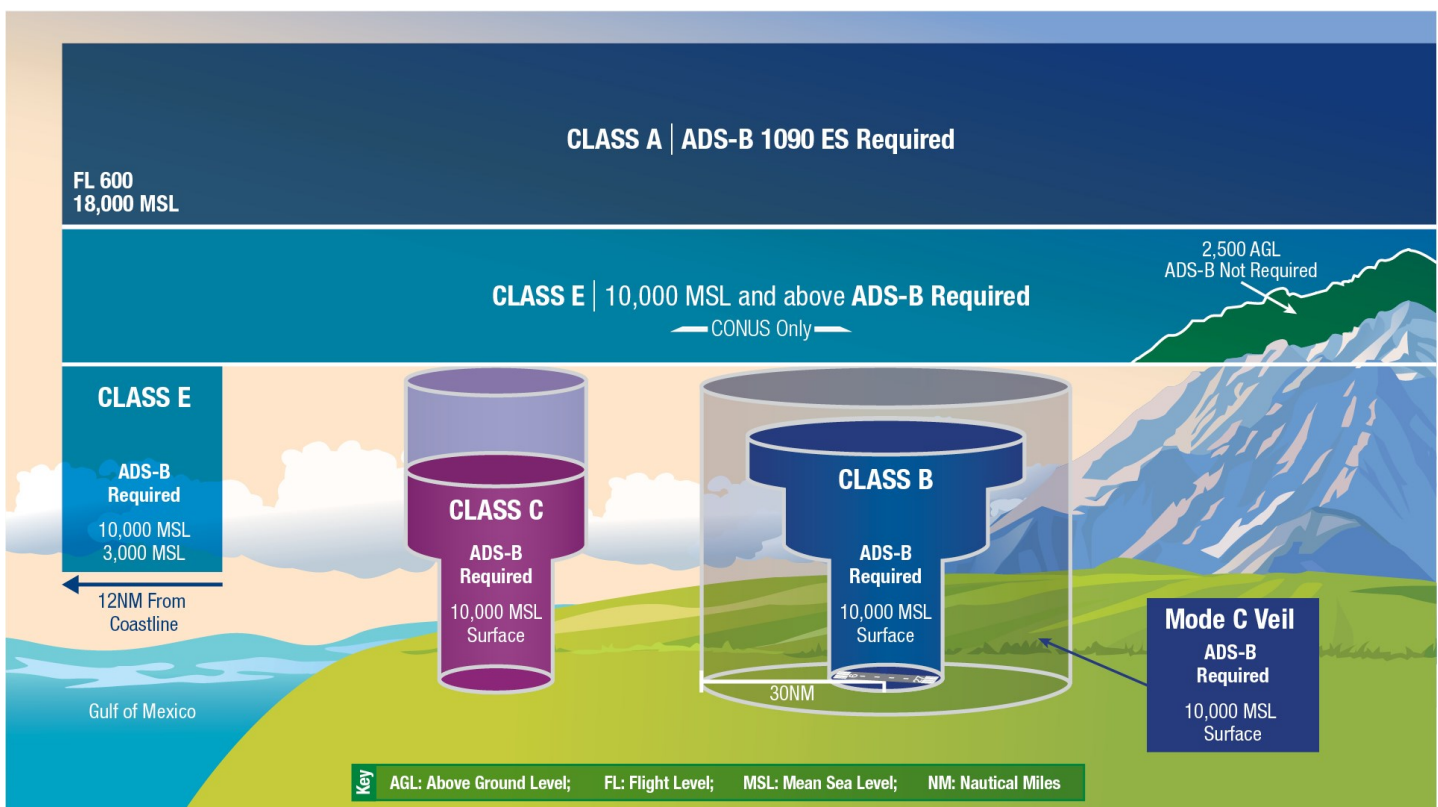 CLASS A | ADS-B 1090 ES Required
FL 600
18,000 MSL
2,500 AGL
ADS-B Not Required
CLASS E | 10,000 MSL and above ADS-B Required
CONUS Only
CLASS E
ADS-B
Required
10,000 MSL
3,000 MSL
12NM From
Coastline
Gulf of Mexico
CLASS C
ADS-B
Required
10,000 MSL
Surface
CLASS B
ADS-B
Required
10,000 MSL
Surface
30NM
Mode C Veil
ADS-B
Required
10,000 MSL
Surface
Key
AGL: Above Ground Level; FL: Flight Level; MSL: Mean Sea Level; NM: Nautical Miles